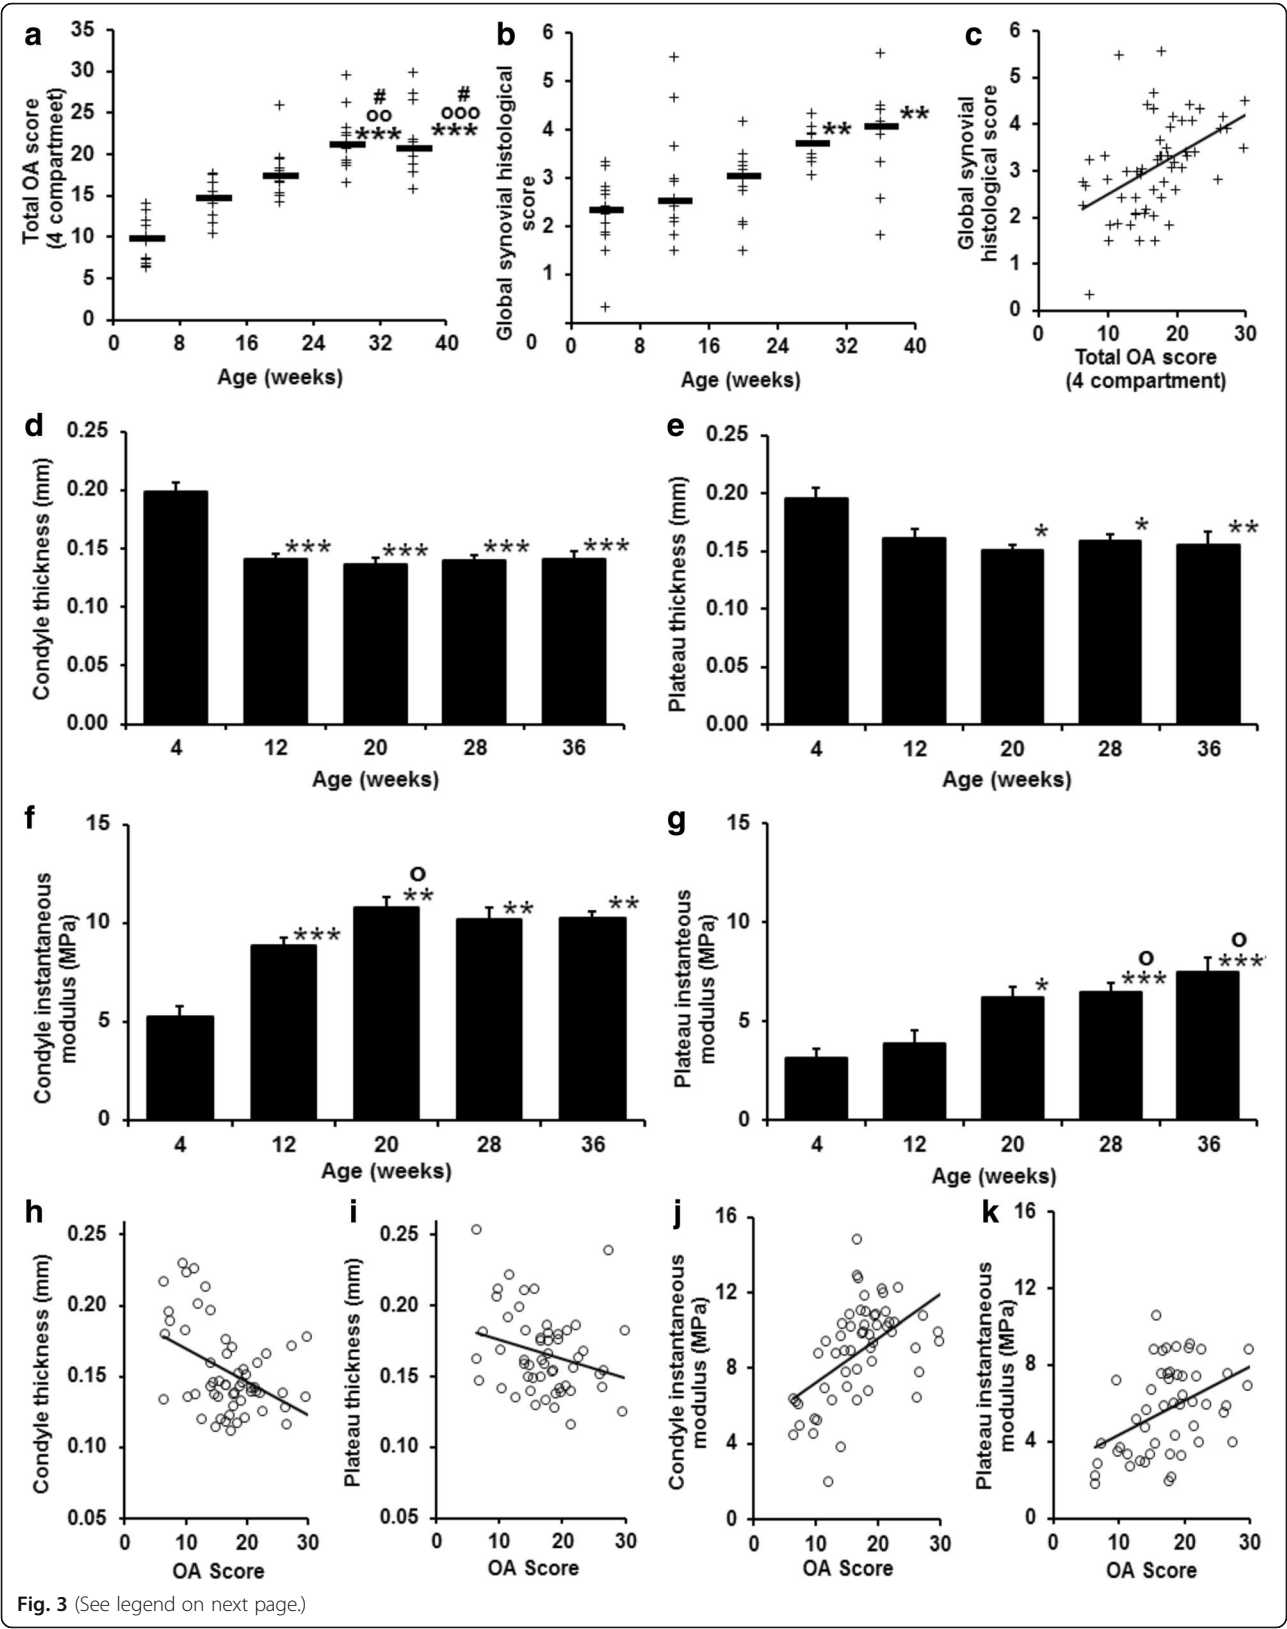 a
35
30
25
20
15
10
5
0
Total OA score
(4 compartmeet)
#
oo
***
#
ooo
***
0 8 16 24 32 40
Age (weeks)
b
6
5
4
3
2
1
0
Global synovial histological
score
**
**
0 8 16 24 32 40
Age (weeks)
c
6
5
4
3
2
1
0
Global synovial
histological score
0 10 20 30
Total OA score
(4 compartment)
d
0.25
0.20
0.15
0.10
0.05
0.00
Condyle thickness (mm)
***
***
***
***
4 12 20 28 36
Age (weeks)
e
0.25
0.20
0.15
0.10
0.05
0.00
Plateau thickness (mm)
*
*
**
4 12 20 28 36
Age (weeks)
f
15
10
5
0
Condyle instantaneous
modulus (MPa)
***
o
**
**
**
4 12 20 28 36
Age (weeks)
g
15
10
5
0
Plateau instanteous
modulus (MPa)
*
o
***
o
***
4 12 20 28 36
Age (weeks)
h
0.25
0.20
0.15
0.10
0.05
Condyle thickness (mm)
0 10 20 30
OA Score
i
0.25
0.20
0.15
0.10
0.05
Plateau thickness (mm)
0 10 20 30
OA Score
j
16
12
8
4
0
Condyle instantaneous
modulus (MPa)
0 10 20 30
OA Score
k
16
12
8
4
0
Plateau instantaneous
modulus (MPa)
0 10 20 30
OA Score
Fig. 3 (See legend on next page.)